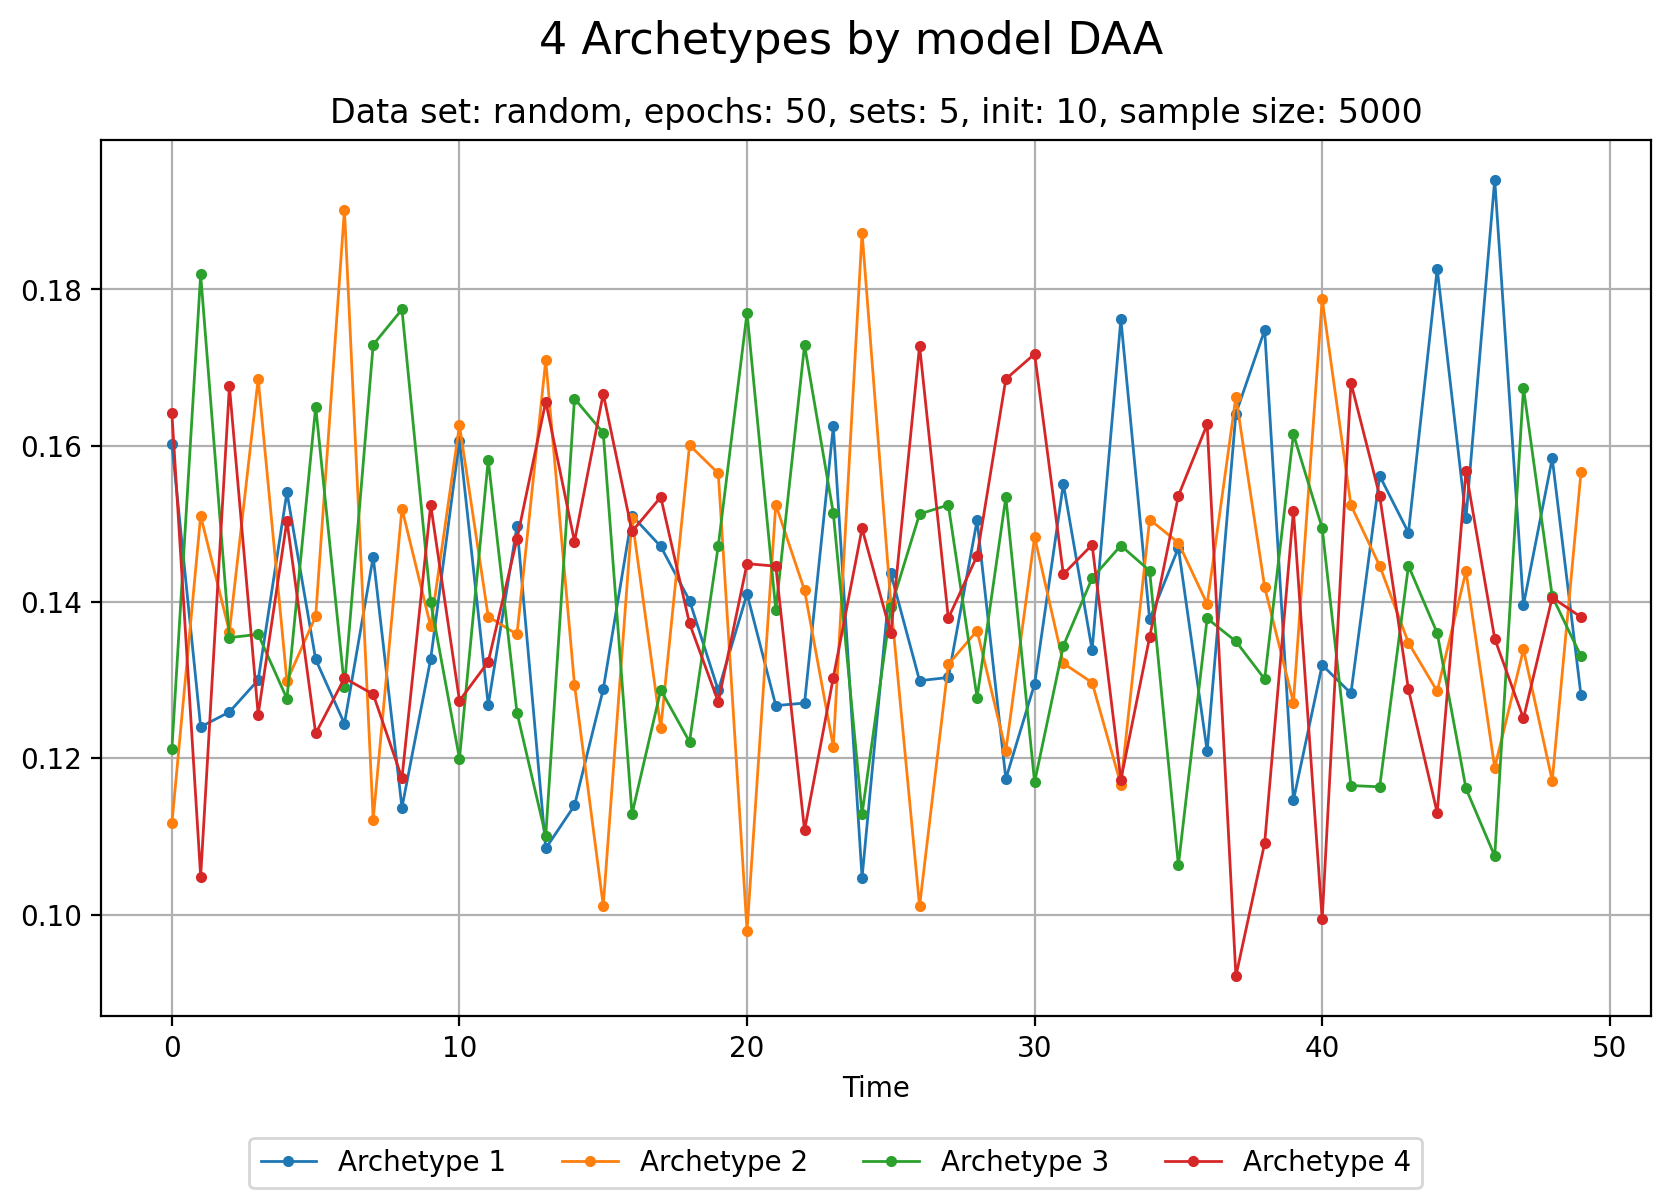 4 Archetypes by model DAA
Data set: random, epochs: 50, sets: 5, init: 10, sample size: 5000
0.18
0.16
0.14
0.12
0.10
0 10 20 30 40 50
Time
Archetype 1 Archetype 2 Archetype 3 Archetype 4